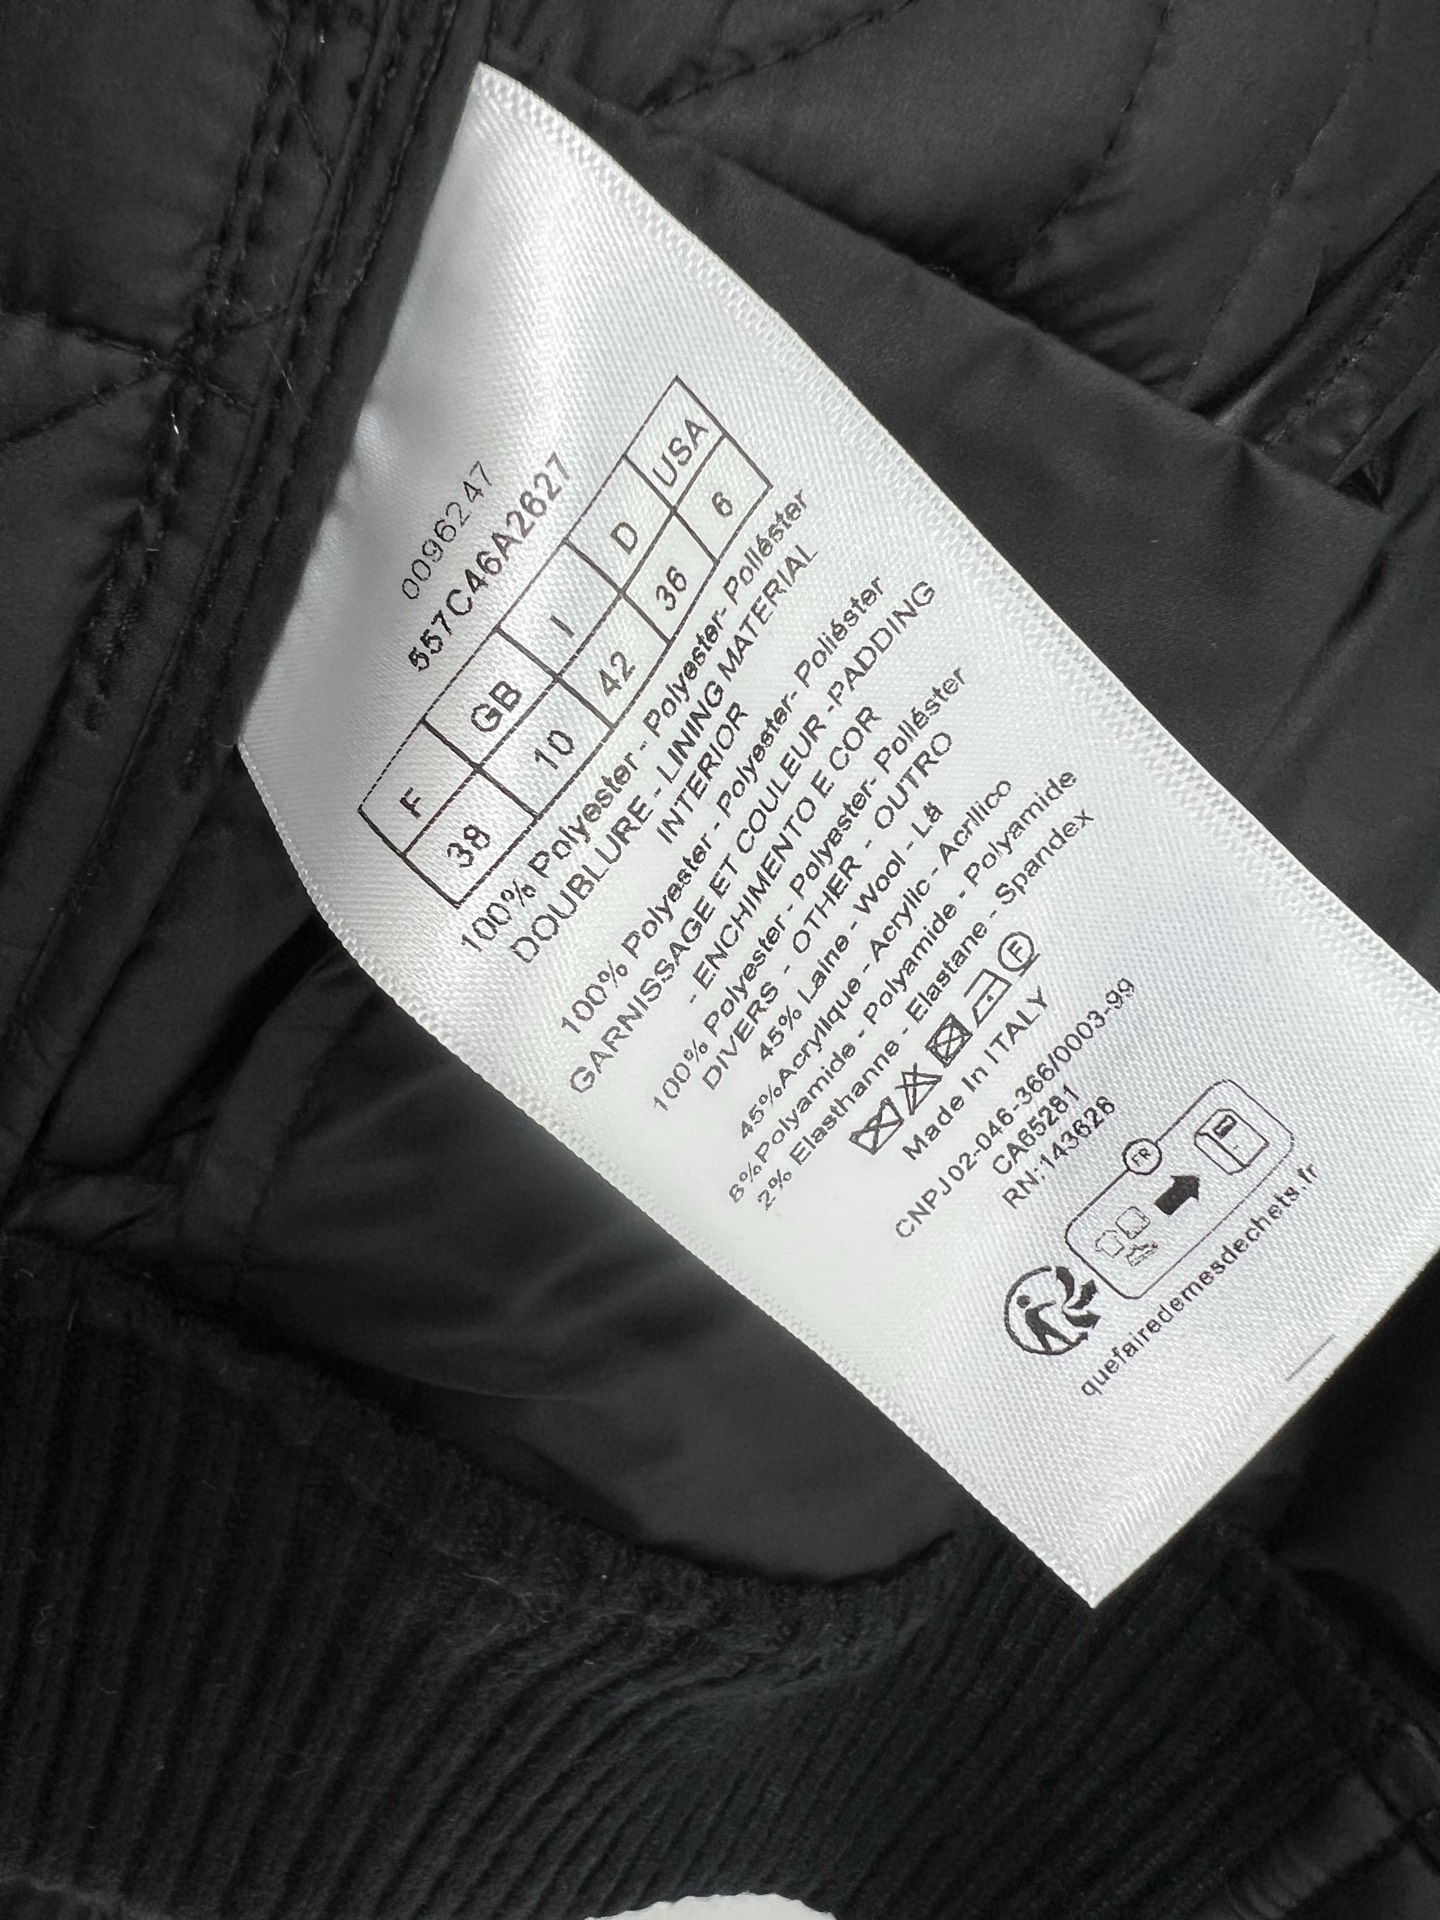 0096247
557C46A2627
F GB I D USA
38 10 42 36 6
100% Polyester - Polyester- Poliéster
DOUBLURE - LINING MATERIAL
INTERIOR
100% Polyester - Polyester- Poliéster
GARNISSAGE ET COULEUR -PADDING
- ENCHIMENTO E COR
100% Polyester - Polyester- Poliéster
DIVERS - OTHER - OUTRO
45% Laine - Wool - Lã
45%Acrylique - Acrylic - Acrílico
8%Polyamide - Polyamide - Polyamide
2% Elasthanne - Elastane - Spandex
F
Made In ITALY
CNPJ 02-046-366/0003-99
CA65281
RN:143628
FR
quefairedemesdechets.fr